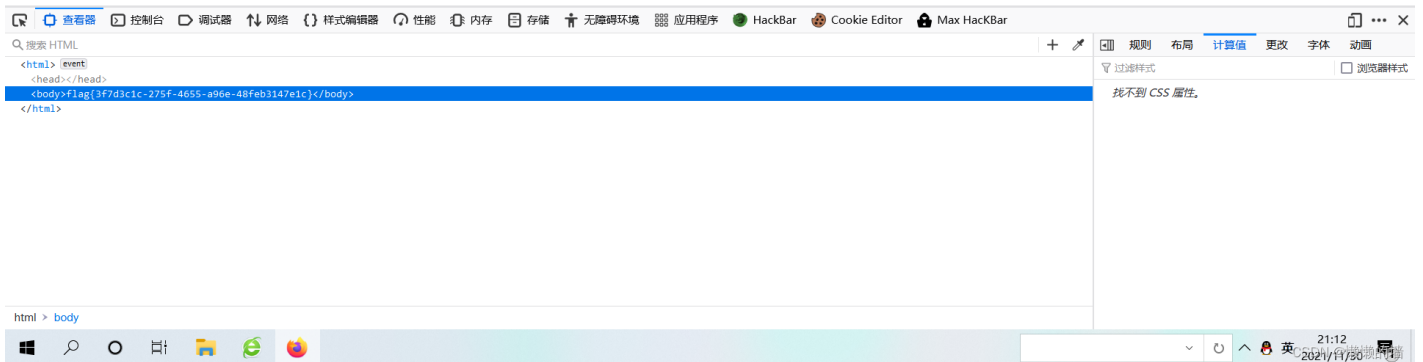 查看器 控制台 调试器 网络 样式编辑器 性能 内存 存储 无障碍环境 应用程序 HackBar Cookie Editor Max HacKBar
搜索 HTML
规则 布局 计算值 更改 字体 动画
<html> event
过滤样式 浏览器样式
<head></head>
<body>flag{3f7d3c1c-275f-4655-a96e-48feb3147e1c}</body>
找不到 CSS 属性。
</html>
html > body
英
21:12
2021/11/30
CSDN